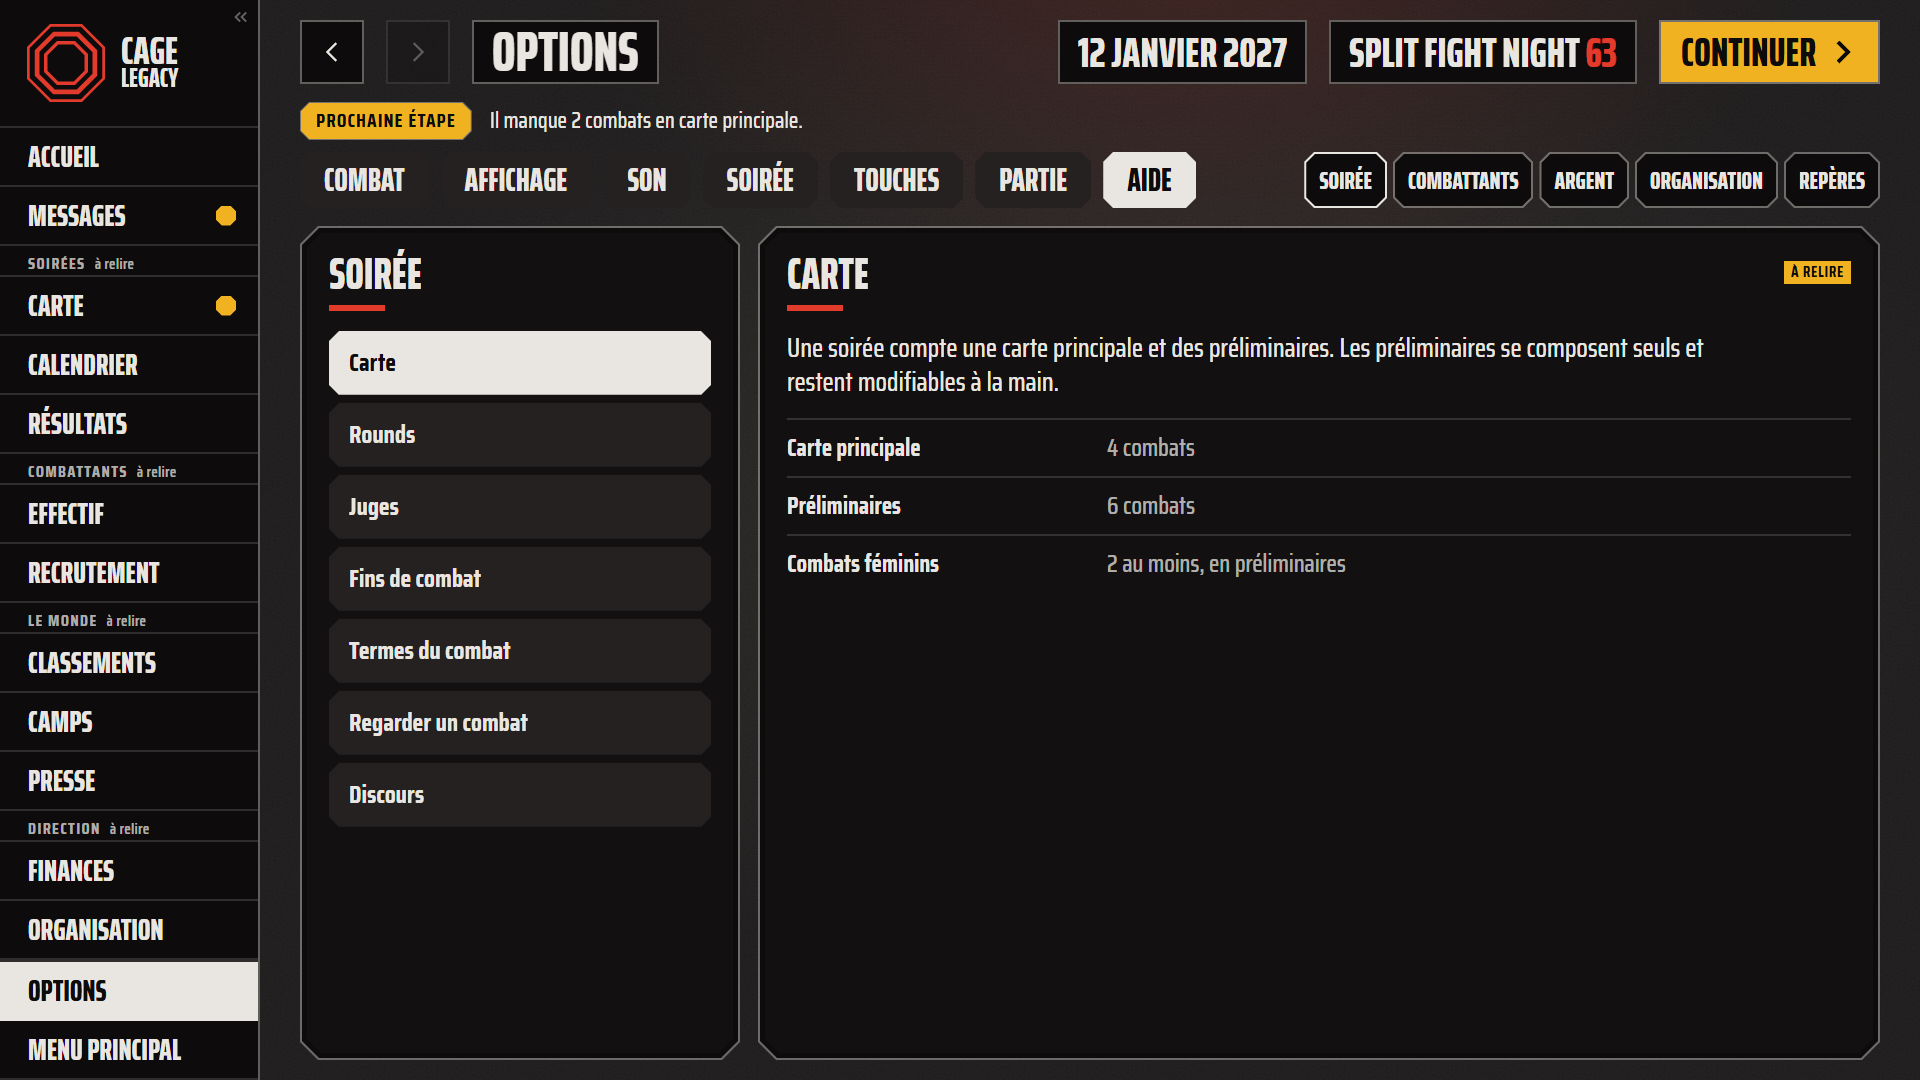 CAGE
LEGACY
ACCUEIL
MESSAGES
SOIRÉES à relire
CARTE
CALENDRIER
RÉSULTATS
COMBATTANTS à relire
EFFECTIF
RECRUTEMENT
LE MONDE à relire
CLASSEMENTS
CAMPS
PRESSE
DIRECTION à relire
FINANCES
ORGANISATION
OPTIONS
MENU PRINCIPAL
OPTIONS
12 JANVIER 2027
SPLIT FIGHT NIGHT 63
CONTINUER
PROCHAINE ÉTAPE Il manque 2 combats en carte principale.
COMBAT AFFICHAGE SON SOIRÉE TOUCHES PARTIE AIDE
SOIRÉE COMBATTANTS ARGENT ORGANISATION REPÈRES
SOIRÉE
Carte
Rounds
Juges
Fins de combat
Termes du combat
Regarder un combat
Discours
CARTE
À RELIRE
Une soirée compte une carte principale et des préliminaires. Les préliminaires se composent seuls et
restent modifiables à la main.
Carte principale 4 combats
Préliminaires 6 combats
Combats féminins 2 au moins, en préliminaires